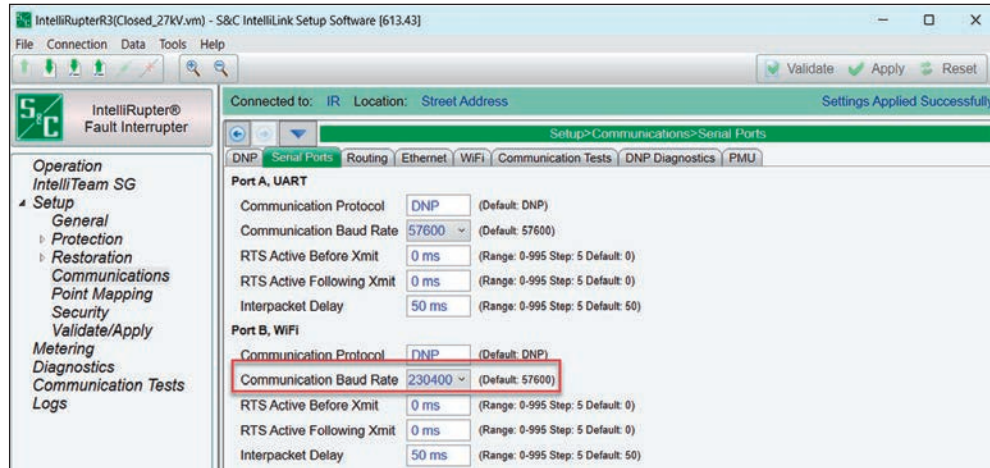 IntelliRupterR3(Closed_27kV.vm) - S&C IntelliLink Setup Software [613.43]
File Connection Data Tools Help
Validate Apply Reset
S&C
IntelliRupter®
Fault Interrupter
Connected to: IR Location: Street Address Settings Applied Successfully
Setup>Communications>Serial Ports
DNP Serial Ports Routing Ethernet WiFi Communication Tests DNP Diagnostics PMU
Operation
IntelliTeam SG
Setup
General
Protection
Restoration
Communications
Point Mapping
Security
Validate/Apply
Metering
Diagnostics
Communication Tests
Logs
Port A, UART
Communication Protocol DNP (Default: DNP)
Communication Baud Rate 57600 (Default: 57600)
RTS Active Before Xmit 0 ms (Range: 0-995 Step: 5 Default: 0)
RTS Active Following Xmit 0 ms (Range: 0-995 Step: 5 Default: 0)
Interpacket Delay 50 ms (Range: 0-995 Step: 5 Default: 50)
Port B, WiFi
Communication Protocol DNP (Default: DNP)
Communication Baud Rate 230400 (Default: 57600)
RTS Active Before Xmit 0 ms (Range: 0-995 Step: 5 Default: 0)
RTS Active Following Xmit 0 ms (Range: 0-995 Step: 5 Default: 0)
Interpacket Delay 50 ms (Range: 0-995 Step: 5 Default: 50)